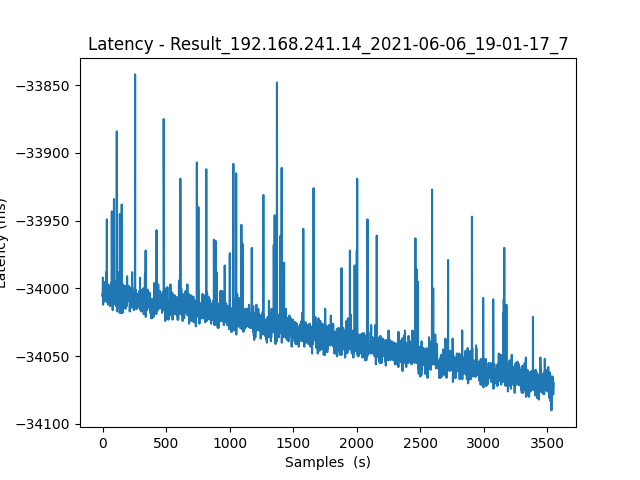 Latency - Result_192.168.241.14_2021-06-06_19-01-17_7
Latency (ms)
−33850
−33900
−33950
−34000
−34050
−34100
0 500 1000 1500 2000 2500 3000 3500
Samples  (s)